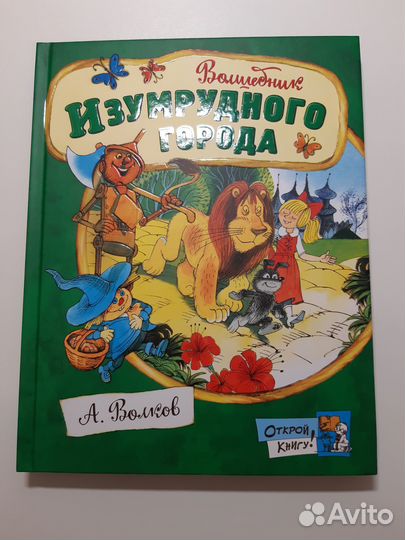 Волшебник
Изумрудного
города
А. Волков
Открой
книгу!
Avito